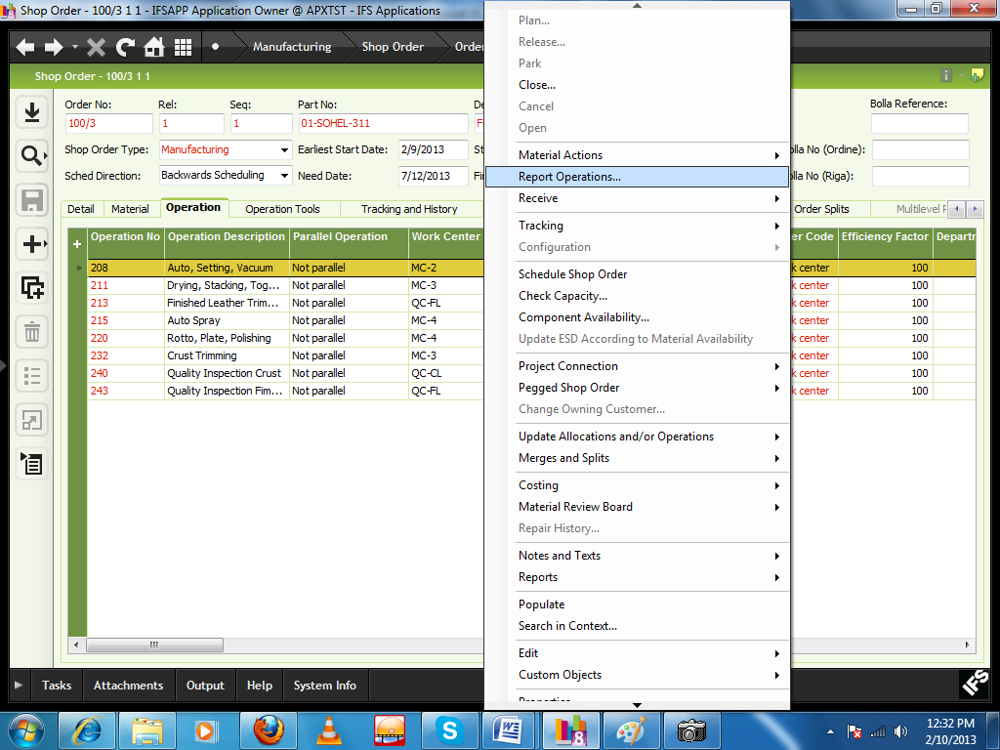 Shop Order - 100/3 1 1 - IFSAPP Application Owner @ APXTST - IFS Applications
Manufacturing
Shop Order
Shop Order - 100/3 1 1
Order No:
Rel:
Seq:
Part No:
Bolla Reference:
100/3
1
1
01-SOHEL-311
Shop Order Type:
Manufacturing
Earliest Start Date:
2/9/2013
(Ordine):
Sched Direction:
Backwards Scheduling
Need Date:
7/12/2013
No (Riga):
Detail
Material
Operation
Operation Tools
Tracking and History
Order Splits
Multilevel
Operation No
Operation Description
Parallel Operation
Work Center
Code
Efficiency Factor
208
Auto, Setting, Vacuum
Not parallel
MC-2
center
100
211
Drying, Stacking, Tog...
Not parallel
MC-3
center
100
213
Finished Leather Trim...
Not parallel
QC-FL
center
100
215
Auto Spray
Not parallel
MC-4
center
100
220
Rotto, Plate, Polishing
Not parallel
MC-4
center
100
232
Crust Trimming
Not parallel
MC-3
center
100
240
Quality Inspection Crust
Not parallel
QC-CL
center
100
243
Quality Inspection Fim...
Not parallel
QC-FL
center
100
Plan...
Release...
Park
Close...
Cancel
Open
Material Actions
Report Operations...
Receive
Tracking
Configuration
Schedule Shop Order
Check Capacity...
Component Availability...
Update ESD According to Material Availability
Project Connection
Pegged Shop Order
Change Owning Customer...
Update Allocations and/or Operations
Merges and Splits
Costing
Material Review Board
Repair History...
Notes and Texts
Reports
Populate
Search in Context...
Edit
Custom Objects
Tasks
Attachments
Output
Help
System Info
IFS
12:32 PM
2/10/2013